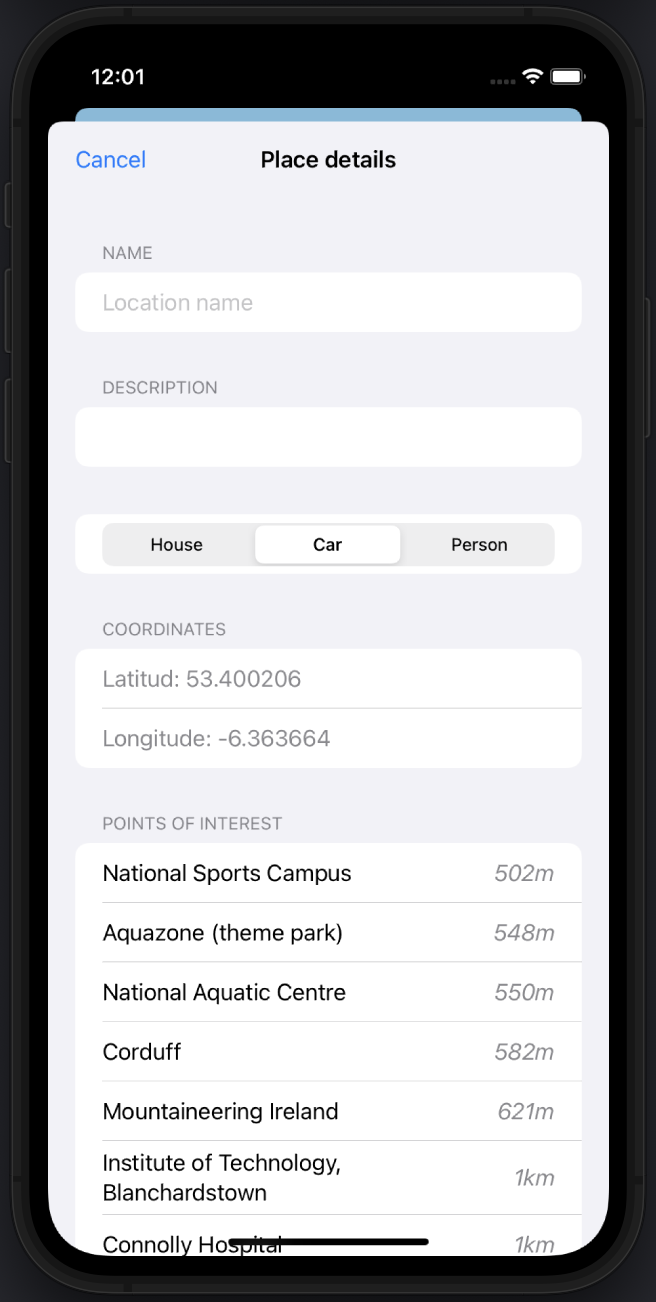 12:01
Cancel
Place details
NAME
Location name
DESCRIPTION
House
Car
Person
COORDINATES
Latitud: 53.400206
Longitude: -6.363664
POINTS OF INTEREST
National Sports Campus 502m
Aquazone (theme park) 548m
National Aquatic Centre 550m
Corduff 582m
Mountaineering Ireland 621m
Institute of Technology,
Blanchardstown 1km
Connolly Hospital 1km